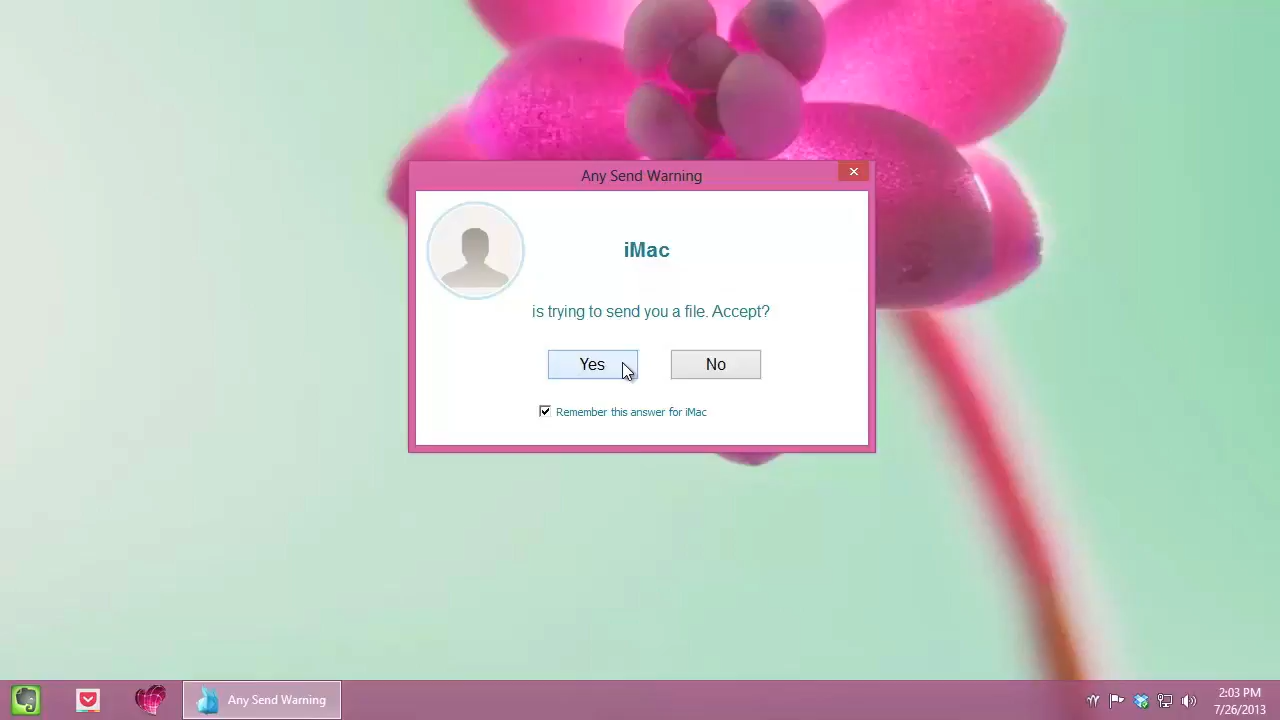 Any Send Warning
iMac
is trying to send you a file. Accept?
Yes
No
Remember this answer for iMac
Any Send Warning
2:03 PM
7/26/2013